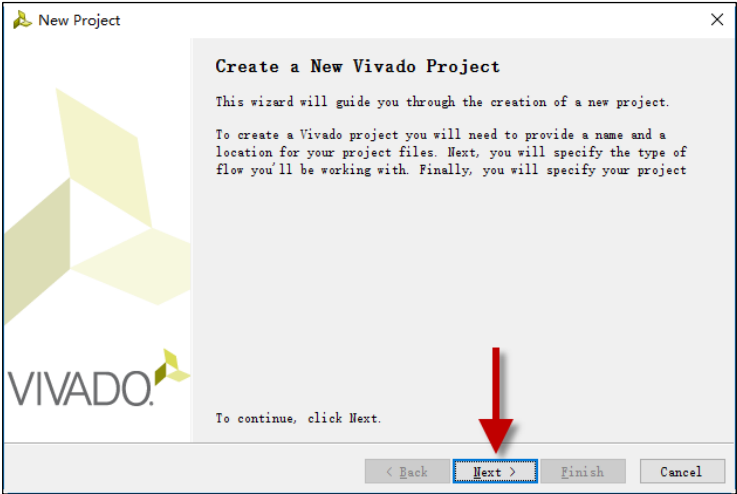 New Project
Create a New Vivado Project
This wizard will guide you through the creation of a new project.
To create a Vivado project you will need to provide a name and a
location for your project files. Next, you will specify the type of
flow you'll be working with. Finally, you will specify your project
VIVADO.
To continue, click Next.
< Back
Next >
Finish
Cancel